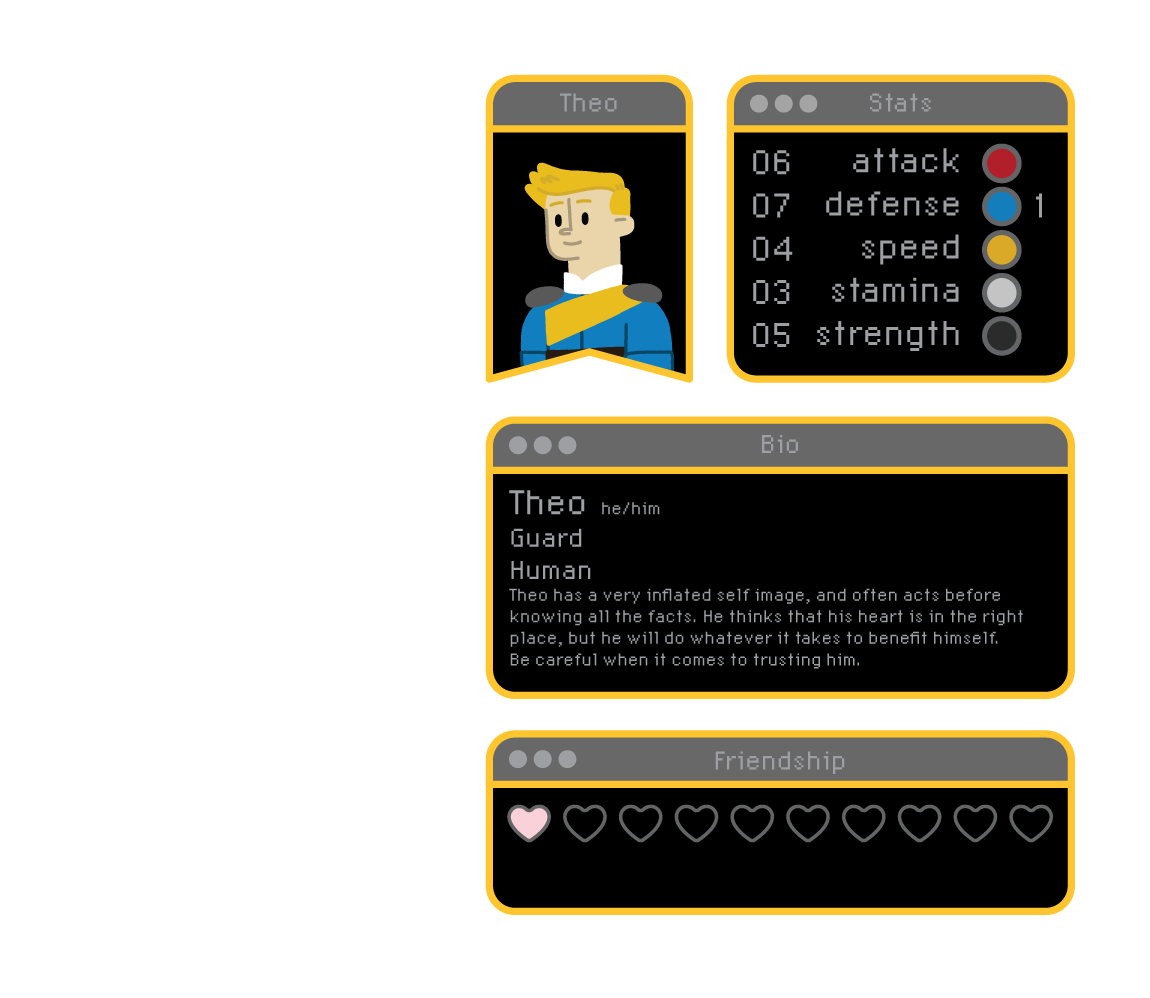 Theo
Stats
06 attack
07 defense 1
04 speed
03 stamina
05 strength
Bio
Theo he/him
Guard
Human
Theo has a very inflated self image, and often acts before
knowing all the facts. He thinks that his heart is in the right
place, but he will do whatever it takes to benefit himself.
Be careful when it comes to trusting him.
Friendship